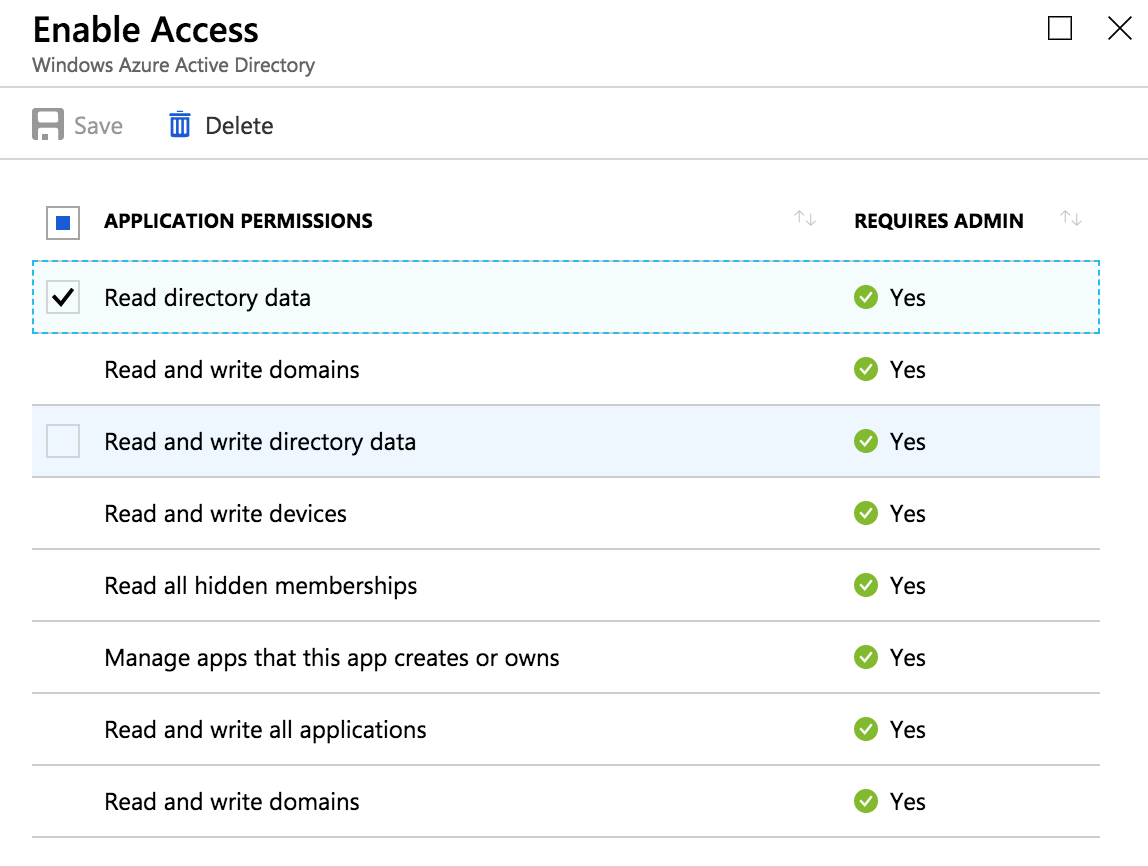 Enable Access
Windows Azure Active Directory
Save Delete
APPLICATION PERMISSIONS REQUIRES ADMIN
Read directory data Yes
Read and write domains Yes
Read and write directory data Yes
Read and write devices Yes
Read all hidden memberships Yes
Manage apps that this app creates or owns Yes
Read and write all applications Yes
Read and write domains Yes